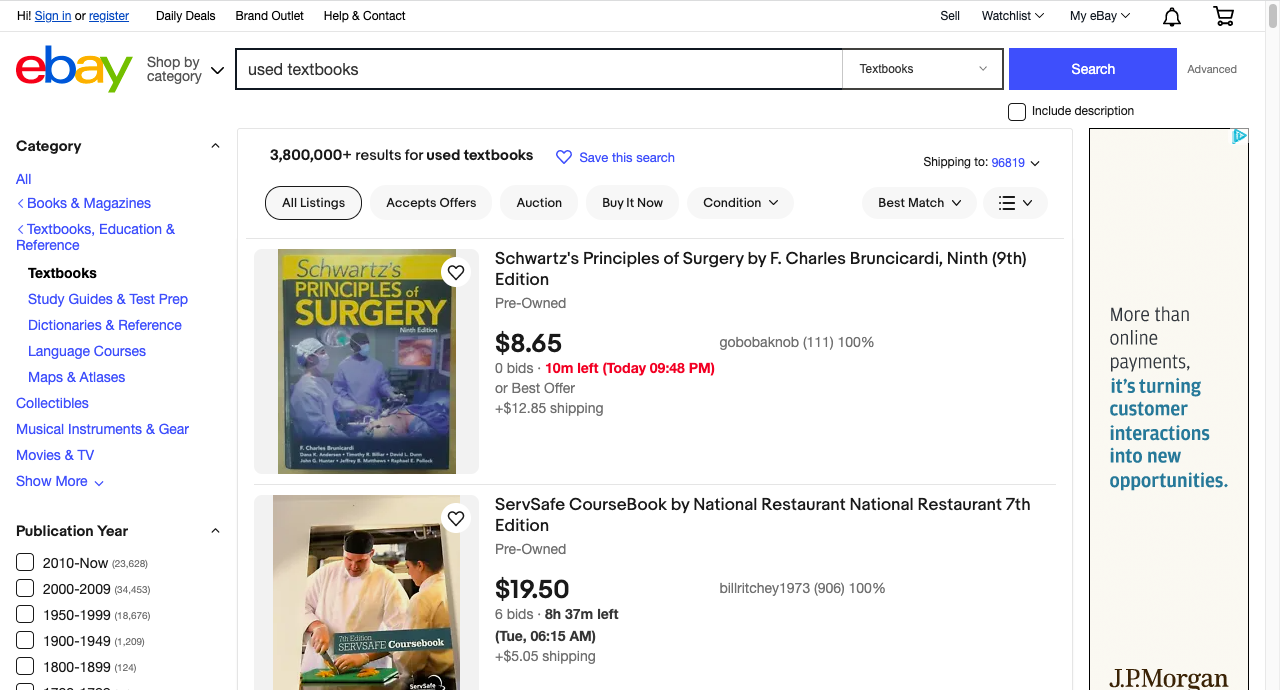 Hi! Sign in or register
Daily Deals
Brand Outlet
Help & Contact
Sell
Watchlist
My eBay
ebay
Shop by
category
used textbooks
Textbooks
Search
Advanced
Include description
Category
All
Books & Magazines
Textbooks, Education &
Reference
Textbooks
Study Guides & Test Prep
Dictionaries & Reference
Language Courses
Maps & Atlases
Collectibles
Musical Instruments & Gear
Movies & TV
Show More
Publication Year
2010-Now (23,628)
2000-2009 (34,453)
1950-1999 (18,676)
1900-1949 (1,209)
1800-1899 (124)
3,800,000+ results for used textbooks
Save this search
Shipping to: 96819
All Listings
Accepts Offers
Auction
Buy It Now
Condition
Best Match
Schwartz's
PRINCIPLES of
SURGERY
Ninth Edition
F. Charles Brunicardi
Dana K. Andersen • Timothy R. Billiar • David L. Dunn
John G. Hunter • Jeffrey B. Matthews • Raphael E. Pollock
Schwartz's Principles of Surgery by F. Charles Bruncicardi, Ninth (9th)
Edition
Pre-Owned
$8.65
gobobaknob (111) 100%
0 bids · 10m left (Today 09:48 PM)
or Best Offer
+$12.85 shipping
7th Edition
SERVSAFE Coursebook
ServSafe
ServSafe CourseBook by National Restaurant National Restaurant 7th
Edition
Pre-Owned
$19.50
billritchey1973 (906) 100%
6 bids · 8h 37m left
(Tue, 06:15 AM)
+$5.05 shipping
More than
online
payments,
it's turning
customer
interactions
into new
opportunities.
J.P.Morgan